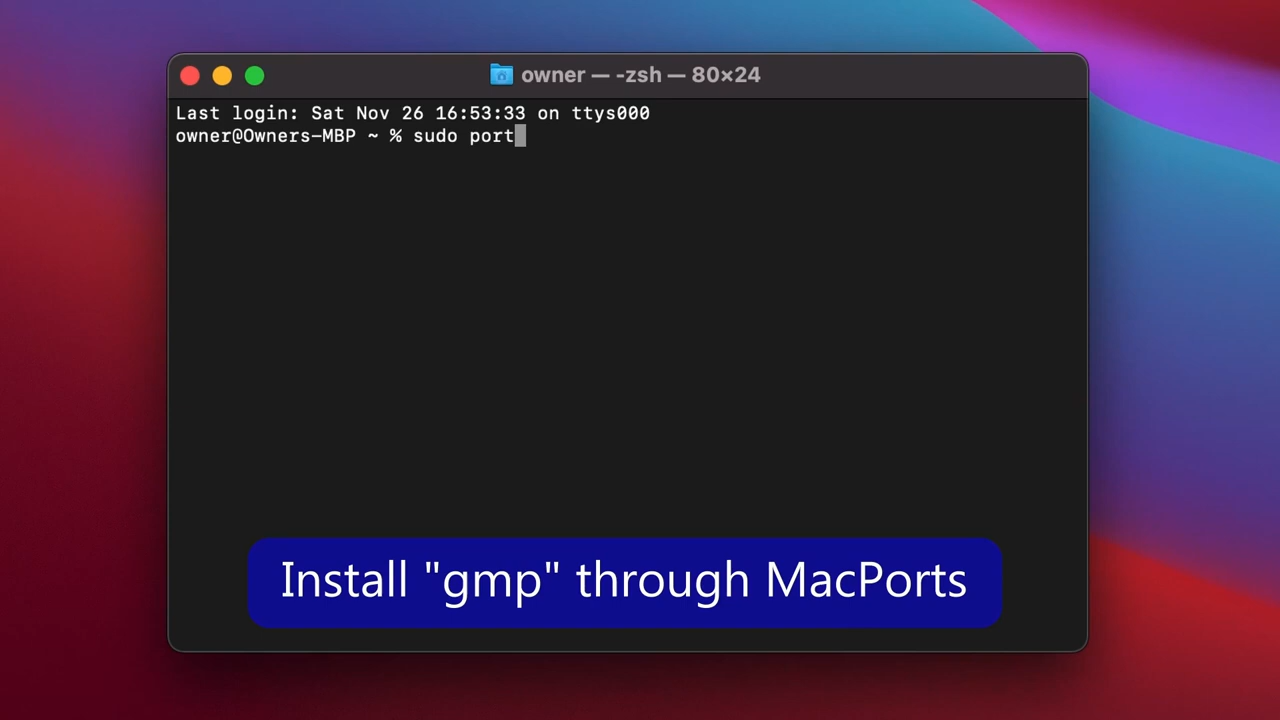 owner — -zsh — 80×24
Last login: Sat Nov 26 16:53:33 on ttys000
owner@Owners-MBP ~ % sudo port
Install "gmp" through MacPorts